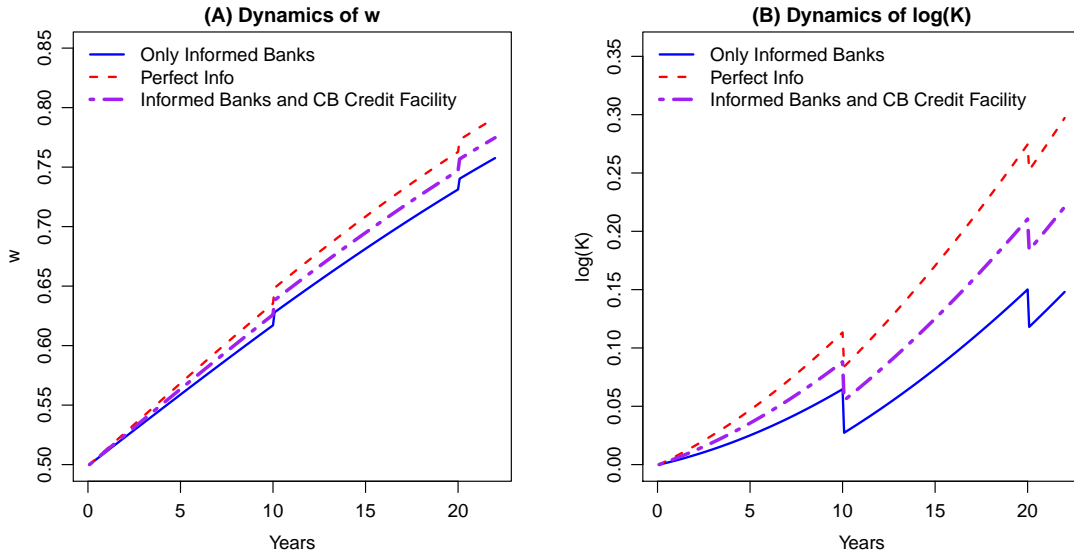 (A) Dynamics of w
Only Informed Banks
Perfect Info
Informed Banks and CB Credit Facility
0.85
0.80
0.75
0.70
0.65
0.60
0.55
0.50
w
0
5
10
15
20
Years
(B) Dynamics of log(K)
Only Informed Banks
Perfect Info
Informed Banks and CB Credit Facility
0.35
0.30
0.25
0.20
0.15
0.10
0.05
0.00
log(K)
0
5
10
15
20
Years